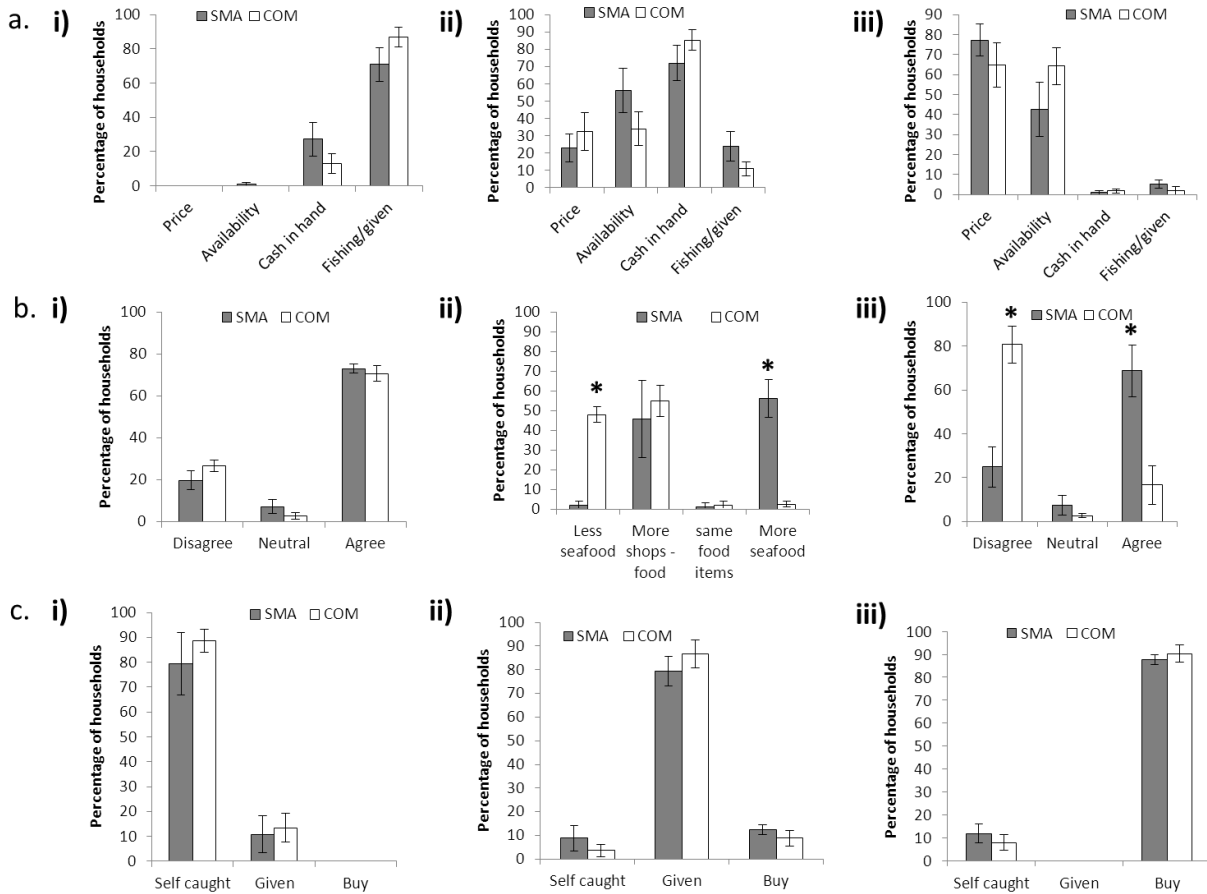 a. i)
SMA COM
Percentage of households
100
80
60
40
20
0
Price
Availability
Cash in hand
Fishing/given
ii)
SMA COM
Percentage of households
100
90
80
70
60
50
40
30
20
10
0
Price
Availability
Cash in hand
Fishing/given
iii)
SMA COM
Percentage of households
90
80
70
60
50
40
30
20
10
0
Price
Availability
Cash in hand
Fishing/given
b. i)
SMA COM
Percentage of households
100
80
60
40
20
0
Disagree Neutral Agree
ii)
SMA COM
Percentage of households
100
90
80
70
60
50
40
30
20
10
0
* *
Less seafood
More shops - food
same food items
More seafood
iii)
SMA COM
Percentage of households
100
80
60
40
20
0
* *
Disagree Neutral Agree
c. i)
SMA COM
Percentage of households
100
90
80
70
60
50
40
30
20
10
0
Self caught Given Buy
ii)
SMA COM
Percentage of households
100
90
80
70
60
50
40
30
20
10
0
Self caught Given Buy
iii)
SMA COM
Percentage of households
100
90
80
70
60
50
40
30
20
10
0
Self caught Given Buy